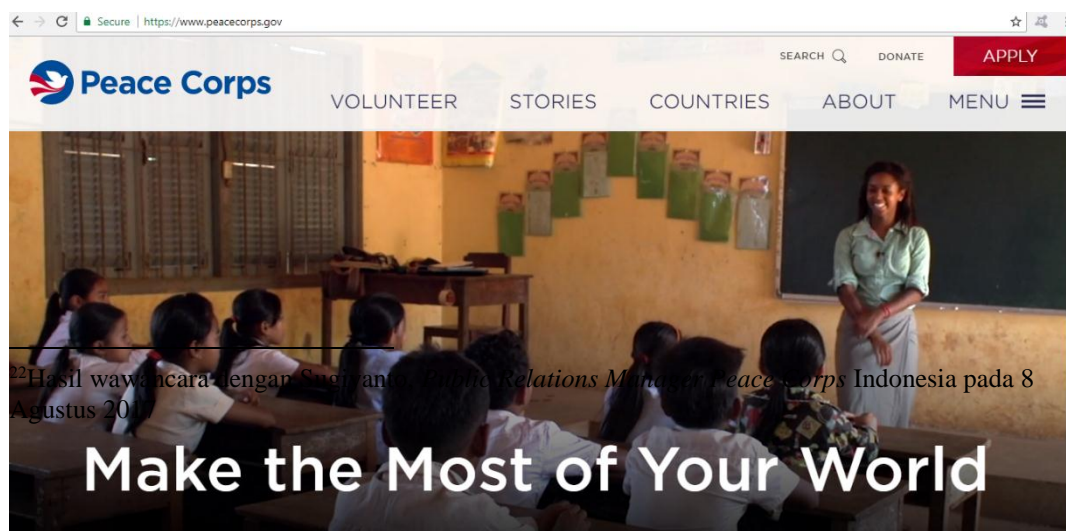 Secure | https://www.peacecorps.gov
SEARCH DONATE APPLY
Peace Corps
VOLUNTEER STORIES COUNTRIES ABOUT MENU
22Hasil wawancara dengan Sugiyanto, Public Relations Manager Peace Corps Indonesia pada 8
Agustus
Make the Most of Your World